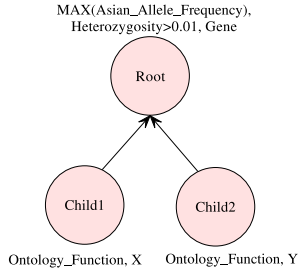 MAX(Asian_Allele_Frequency),
Heterozygosity>0.01, Gene
Root
Child1
Child2
Ontology_Function, X
Ontology_Function, Y